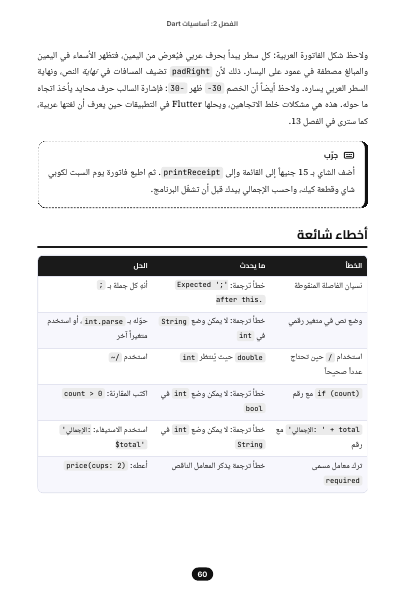 الفصل 2: أساسيات Dart
ولاحظ شكل الفاتورة العربية: كل سطر يبدأ بحرف عربي فيُعرض من اليمين، فتظهر الأسماء في اليمين
والمبالغ مصطفة في عمود على اليسار. ذلك لأن padRight تضيف المسافات في نهاية النص، ونهاية
السطر العربي يساره. ولاحظ أيضاً أن الخصم 30- ظهر -30 : فإشارة السالب حرف محايد يأخذ اتجاه
ما حوله. هذه هي مشكلات خلط الاتجاهين، ويحلها Flutter في التطبيقات حين يعرف أن لغتها عربية،
كما سترى في الفصل 13.
جرّب
أضف الشاي بـ 15 جنيهاً إلى القائمة وإلى printReceipt . ثم اطبع فاتورة يوم السبت لكوبي
شاي وقطعة كيك، واحسب الإجمالي بيدك قبل أن تشغّل البرنامج.
أخطاء شائعة
الخطأ ما يحدث الحل
نسيان الفاصلة المنقوطة خطأ ترجمة: Expected ';' after this. أنهِ كل جملة بـ ;
وضع نص في متغير رقمي خطأ ترجمة: لا يمكن وضع String في int حوّله بـ int.parse ، أو استخدم متغيراً آخر
استخدام / حين تحتاج عدداً صحيحاً double حيث يُنتظر int استخدم ~/
if (count) مع رقم خطأ ترجمة: لا يمكن وضع int في bool اكتب المقارنة: count > 0
'الإجمالي: ' + total مع رقم خطأ ترجمة: لا يمكن وضع int في String استخدم الاستيفاء: 'الإجمالي: $total'
ترك معامل مسمى required خطأ ترجمة يذكر المعامل الناقص أعطه: price(cups: 2)
60